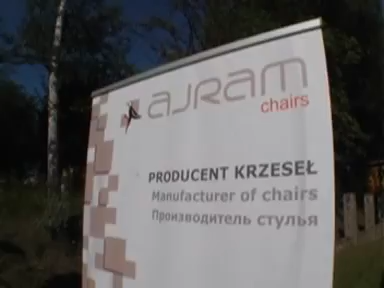 AJRAM
chairs
PRODUCENT KRZESEŁ
Manufacturer of chairs
Производитель стулья